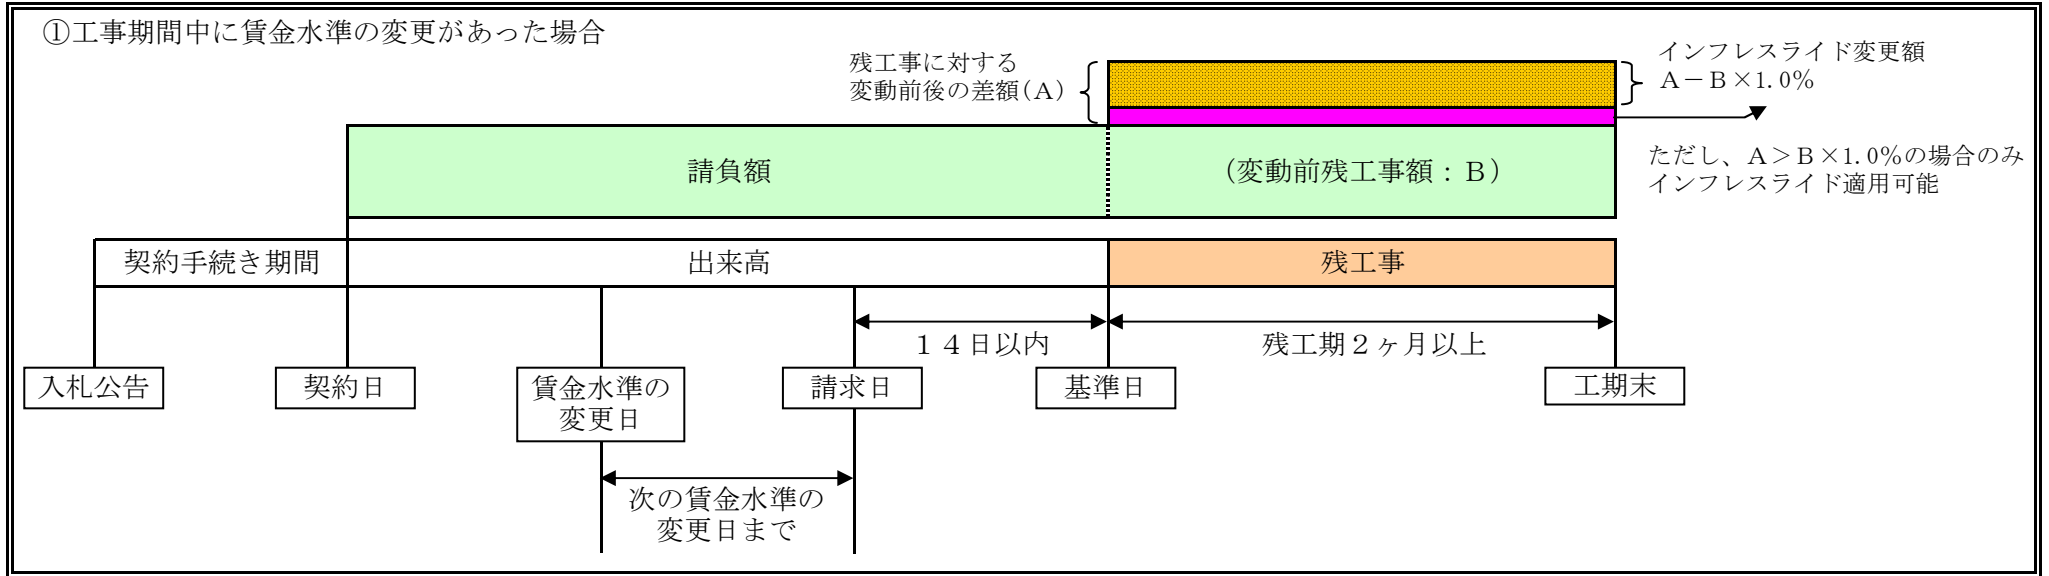 ①工事期間中に賃金水準の変更があった場合
残工事に対する
変動前後の差額(A)
インフレスライド変更額
A－B×1.0%
請負額
(変動前残工事額：B)
ただし、A＞B×1.0%の場合のみ
インフレスライド適用可能
契約手続き期間
出来高
残工事
14日以内
残工期2ヶ月以上
入札公告
契約日
賃金水準の
変更日
請求日
基準日
工期末
次の賃金水準の
変更日まで